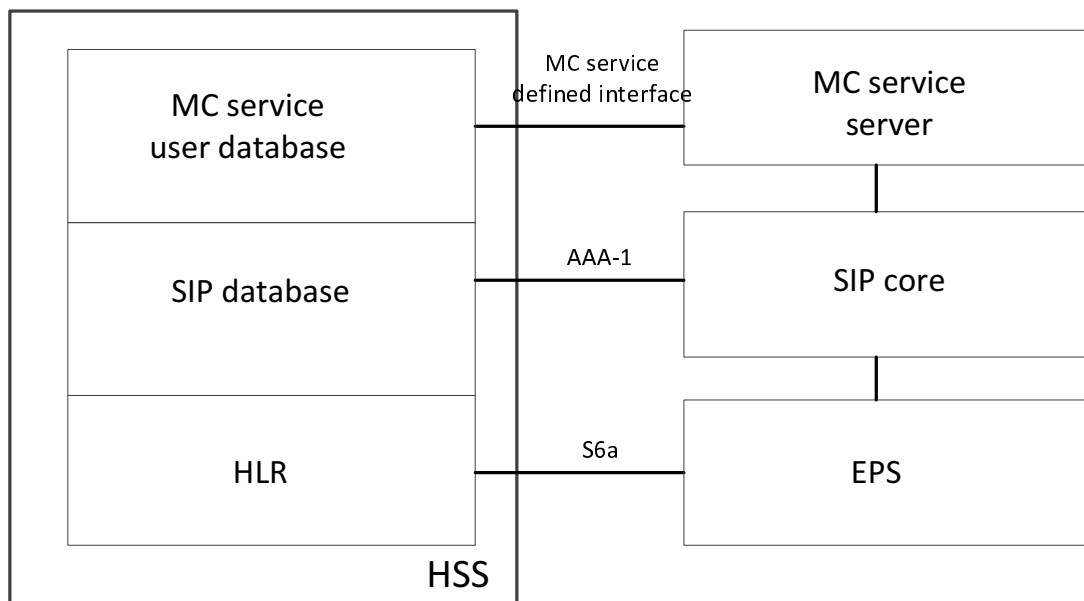 MC service
user database
MC service
defined interface
MC service
server
SIP database
AAA-1
SIP core
HLR
S6a
EPS
HSS